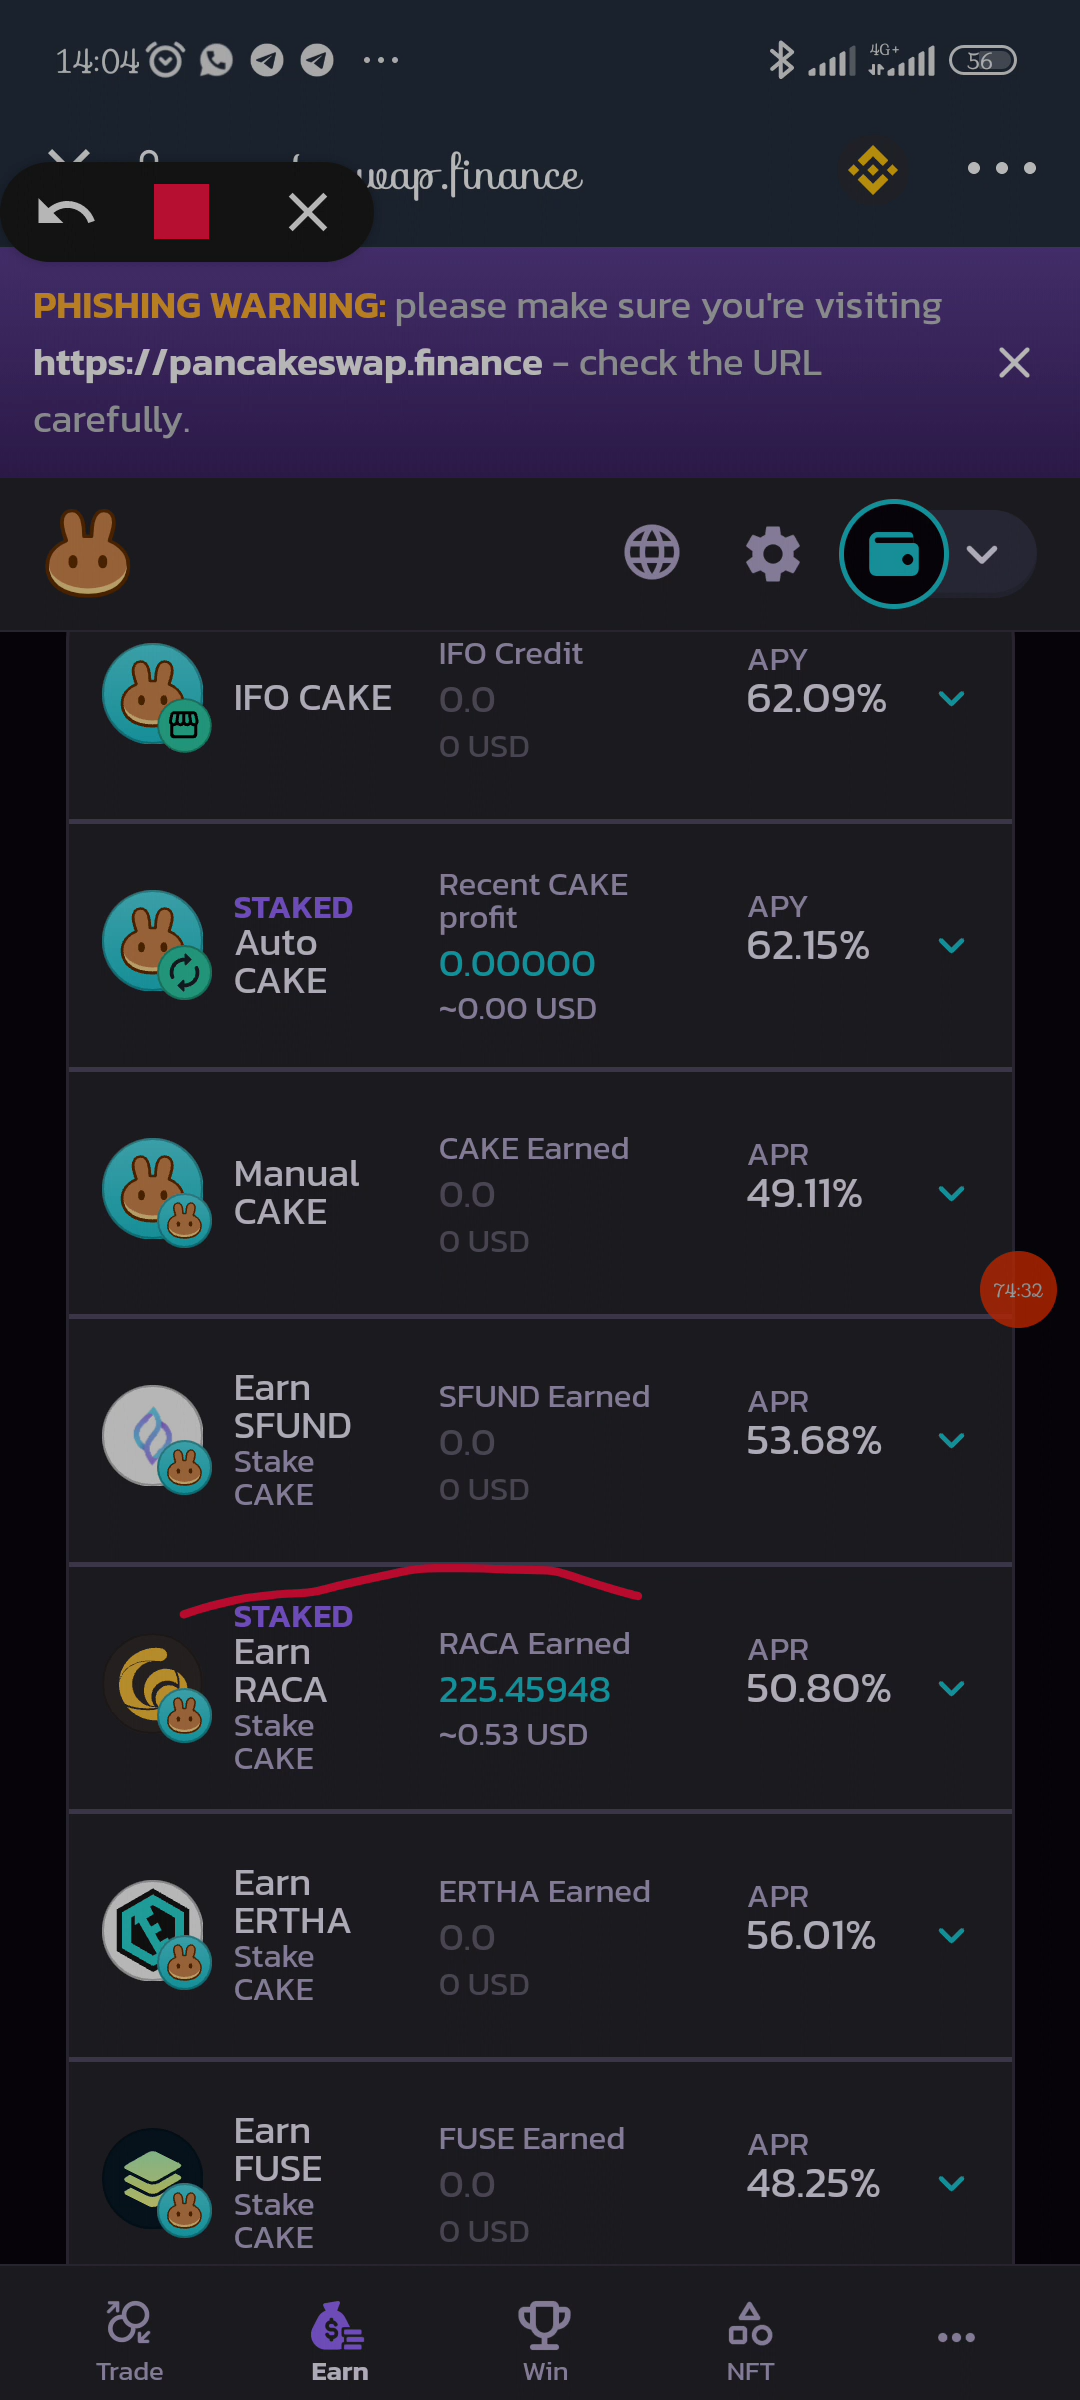 14:04
4G+
56
wap.finance
PHISHING WARNING: please make sure you're visiting
https://pancakeswap.finance - check the URL
carefully.
IFO CAKE
IFO Credit
0.0
0 USD
APY
62.09%
STAKED
Auto
CAKE
Recent CAKE
profit
0.00000
~0.00 USD
APY
62.15%
Manual
CAKE
CAKE Earned
0.0
0 USD
APR
49.11%
74:32
Earn
SFUND
Stake
CAKE
SFUND Earned
0.0
0 USD
APR
53.68%
STAKED
Earn
RACA
Stake
CAKE
RACA Earned
225.45948
~0.53 USD
APR
50.80%
Earn
ERTHA
Stake
CAKE
ERTHA Earned
0.0
0 USD
APR
56.01%
Earn
FUSE
Stake
CAKE
FUSE Earned
0.0
0 USD
APR
48.25%
Trade
Earn
Win
NFT